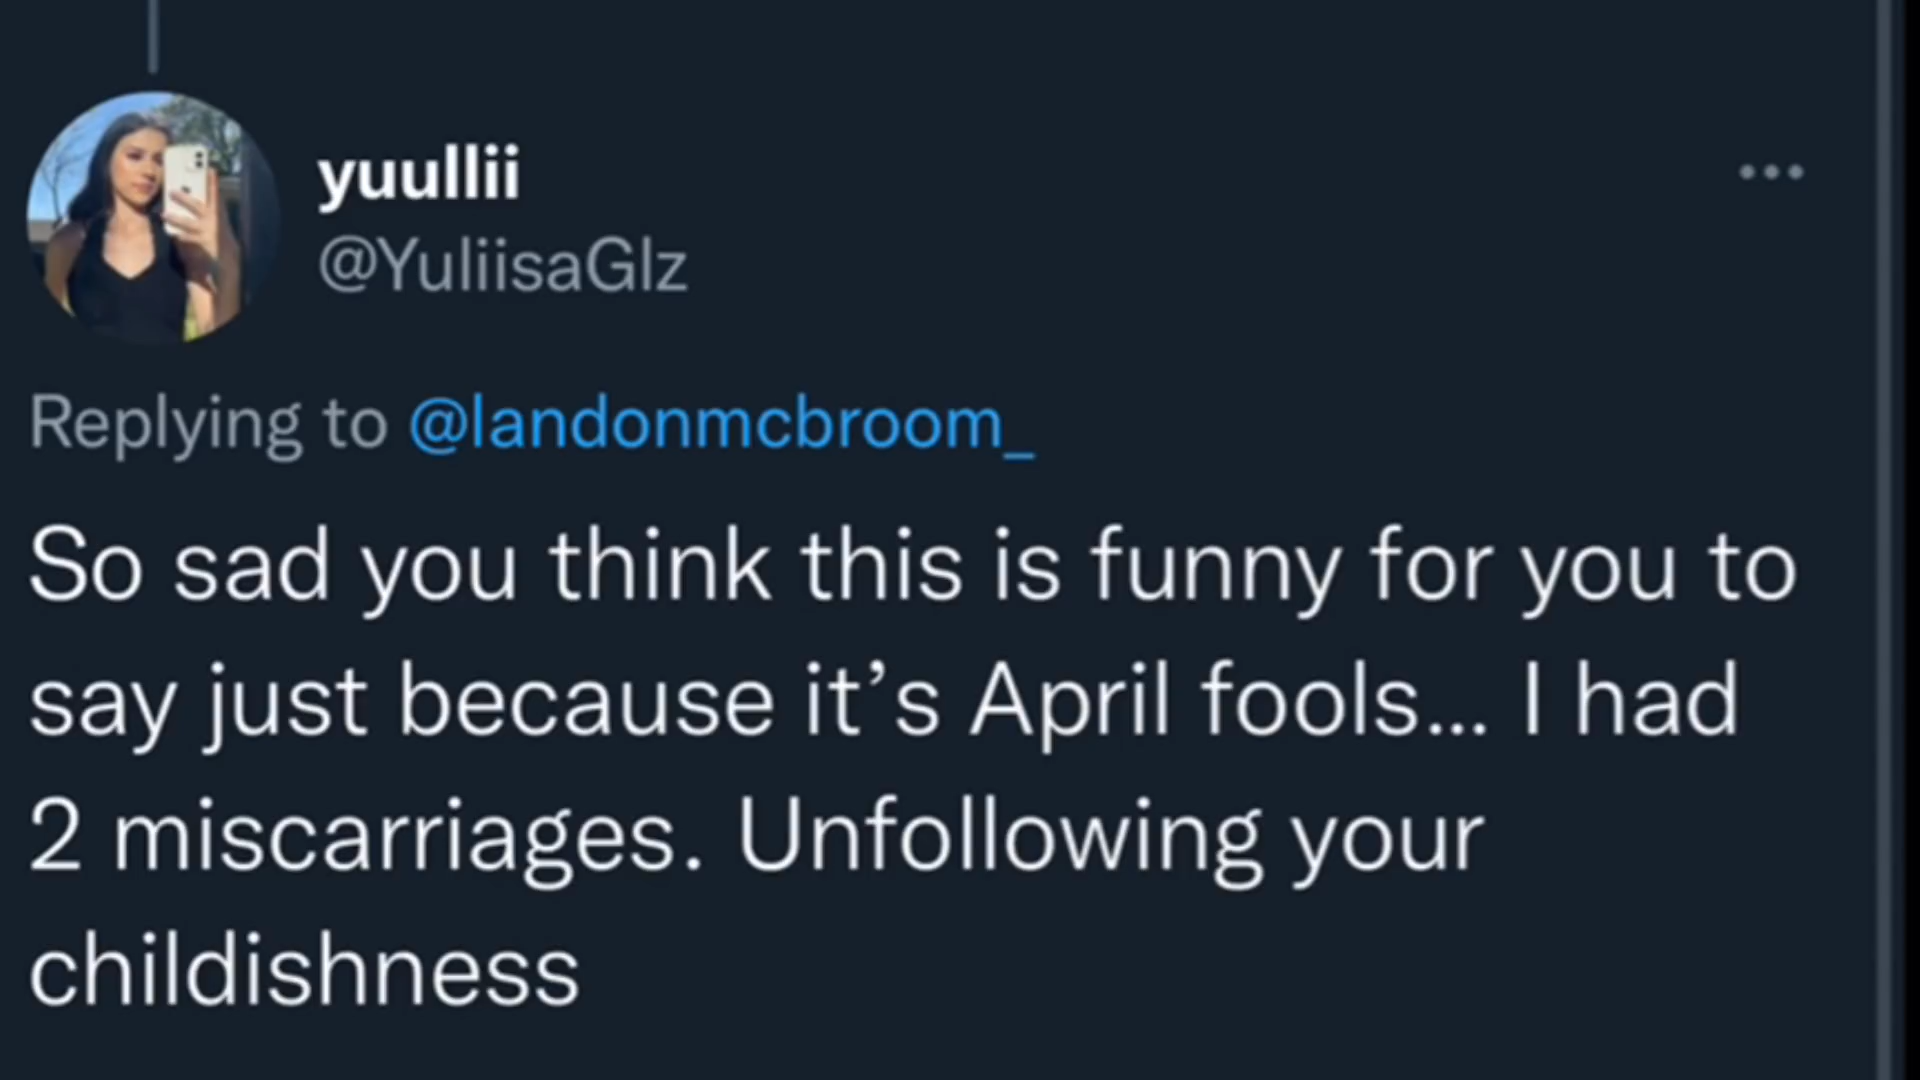 yuullii
@YuliisaGlz
Replying to @landonmcbroom_
So sad you think this is funny for you to
say just because it’s April fools... I had
2 miscarriages. Unfollowing your
childishness